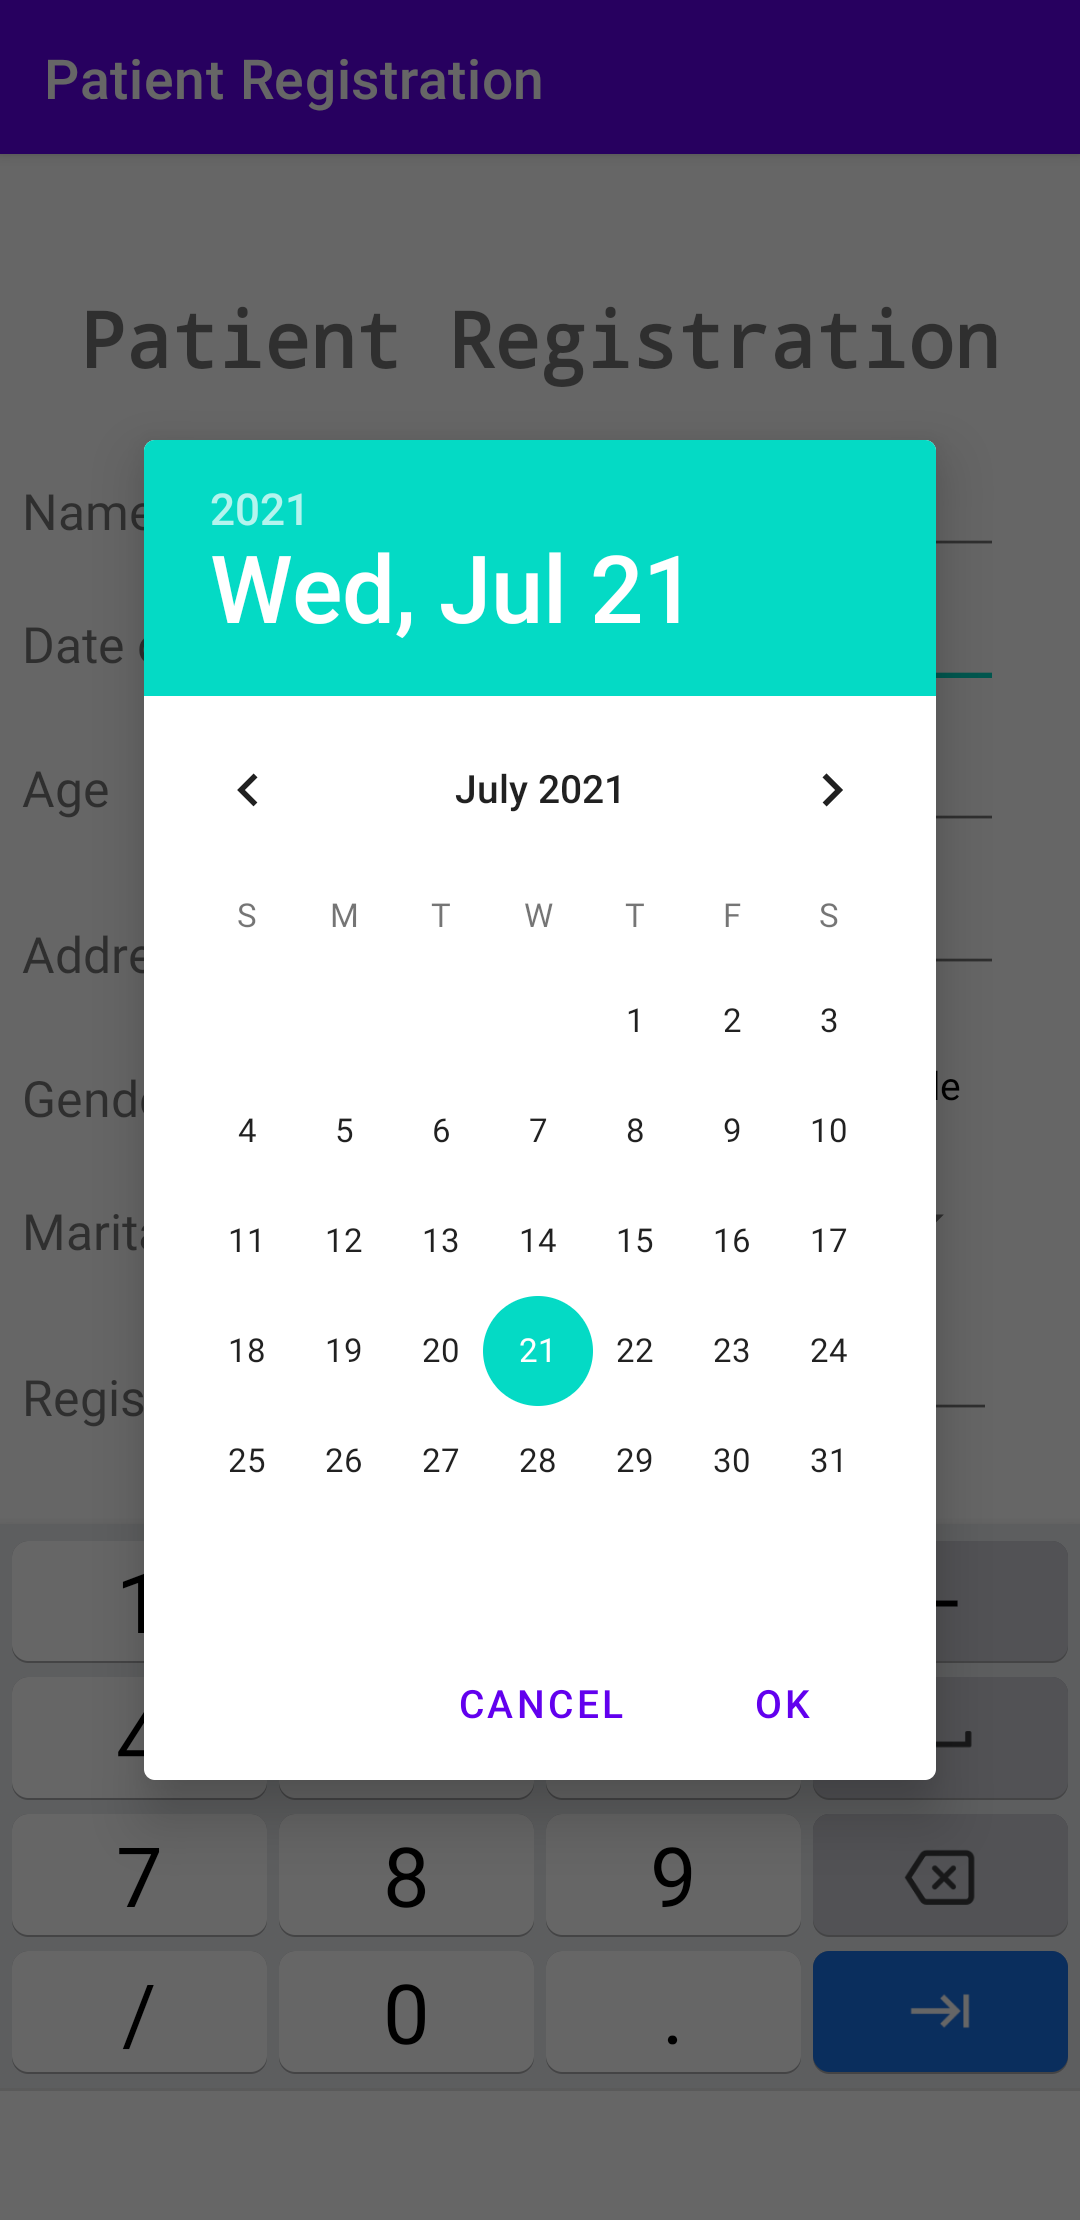 Patient Registration
Patient Registration
Name
Date
Age
Addre
Gend
Marita
Regis
le
2021
Wed, Jul 21
July 2021
S M T W T F S
1 2 3
4 5 6 7 8 9 10
11 12 13 14 15 16 17
18 19 20 21 22 23 24
25 26 27 28 29 30 31
CANCEL OK
1
4
7 8 9
/ 0 .